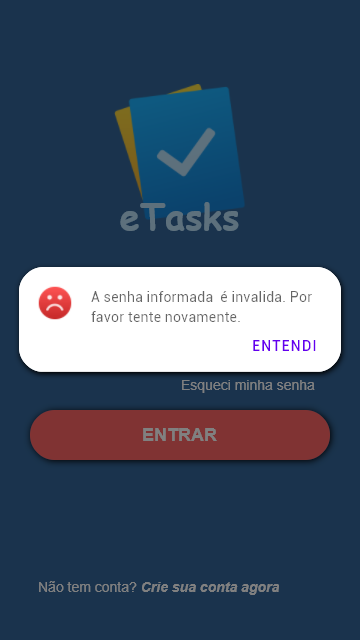 eTasks
A senha informada  é invalida. Por
favor tente novamente.
ENTENDI
Esqueci minha senha
ENTRAR
Não tem conta? Crie sua conta agora